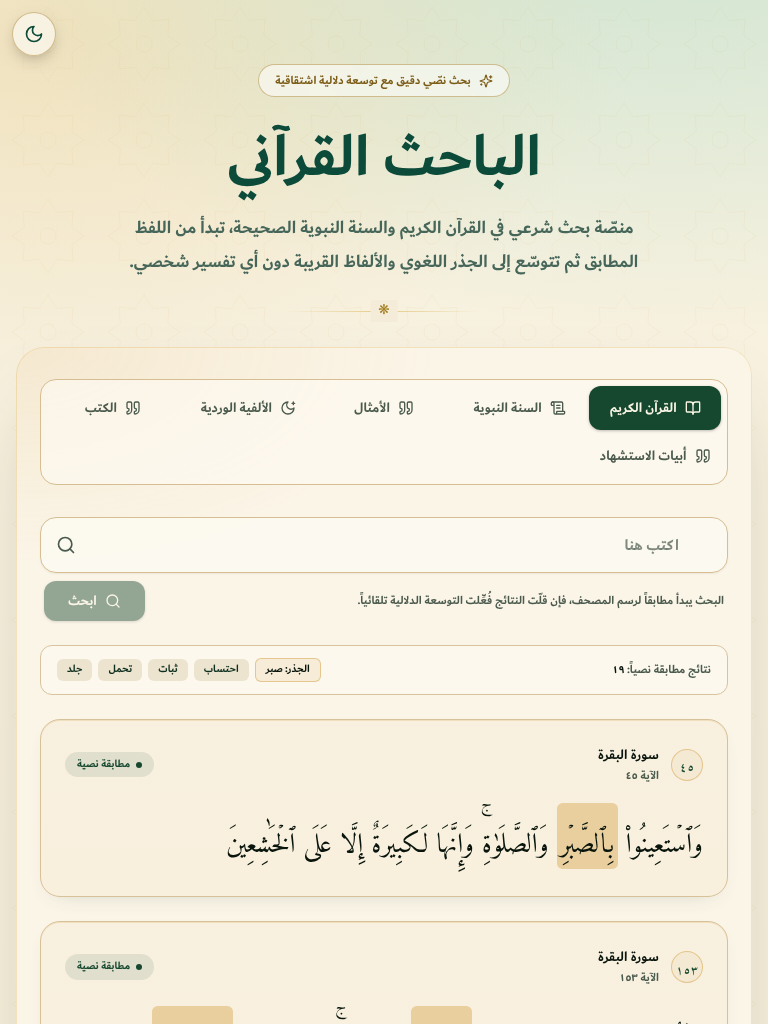 بحث نصّي دقيق مع توسعة دلالية اشتقاقية
الباحث القرآني
منصّة بحث شرعي في القرآن الكريم والسنة النبوية الصحيحة، تبدأ من اللفظ
المطابق ثم تتوسّع إلى الجذر اللغوي والألفاظ القريبة دون أي تفسير شخصي.
القرآن الكريم السنة النبوية الأمثال الألفية الوردية الكتب
أبيات الاستشهاد
اكتب هنا
البحث يبدأ مطابقاً لرسم المصحف، فإن قلّت النتائج فُعّلت التوسعة الدلالية تلقائياً. ابحث
نتائج مطابقة نصياً: ١٩ الجذر: صبر احتساب ثبات تحمل جلد
٤٥ سورة البقرة مطابقة نصية
الآية ٤٥
وَٱسۡتَعِينُواْ بِٱلصَّبۡرِ وَٱلصَّلَوٰةِۚ وَإِنَّهَا لَكَبِيرَةٌ إِلَّا عَلَى ٱلۡخَٰشِعِينَ
١٥٣ سورة البقرة مطابقة نصية
الآية ١٥٣